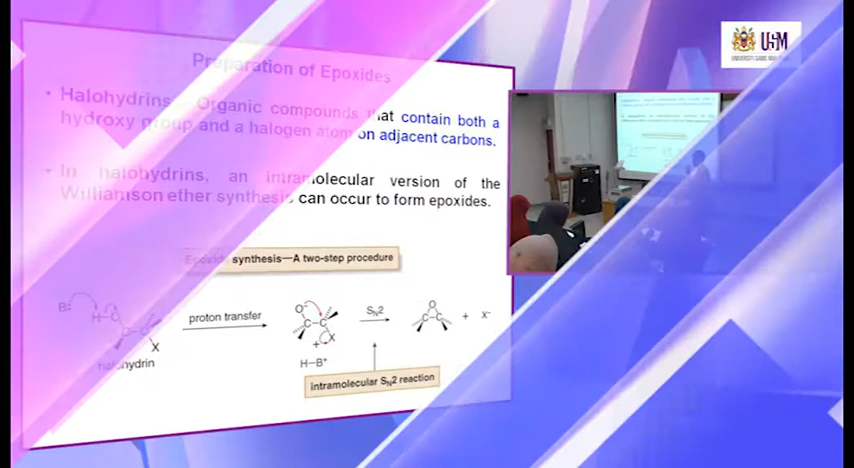 USM
Preparation of Epoxides
• Halohydrins - Organic compounds that contain both a
hydroxy group and a halogen atom on adjacent carbons.
• In halohydrins, an intramolecular version of the
Williamson ether synthesis can occur to form epoxides.
Epoxide synthesis—A two-step procedure
B:
H-O
C-C
X
halohydrin
proton transfer
O⁻
C-C
X
+
H-B⁺
SN2
intramolecular SN2 reaction
O
C-C
+ X⁻